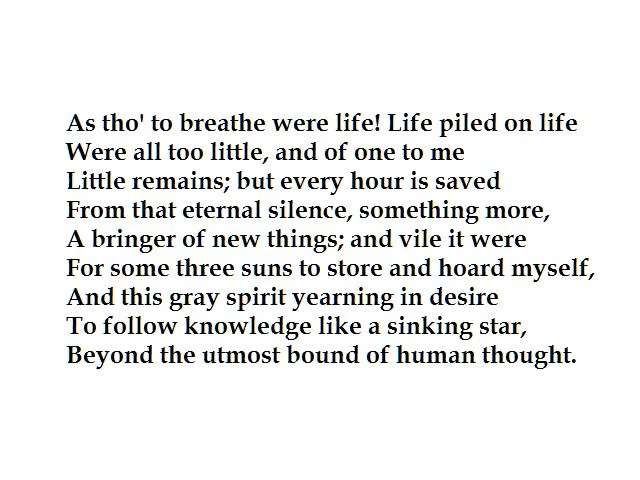 As tho' to breathe were life! Life piled on life
Were all too little, and of one to me
Little remains; but every hour is saved
From that eternal silence, something more,
A bringer of new things; and vile it were
For some three suns to store and hoard myself,
And this gray spirit yearning in desire
To follow knowledge like a sinking star,
Beyond the utmost bound of human thought.